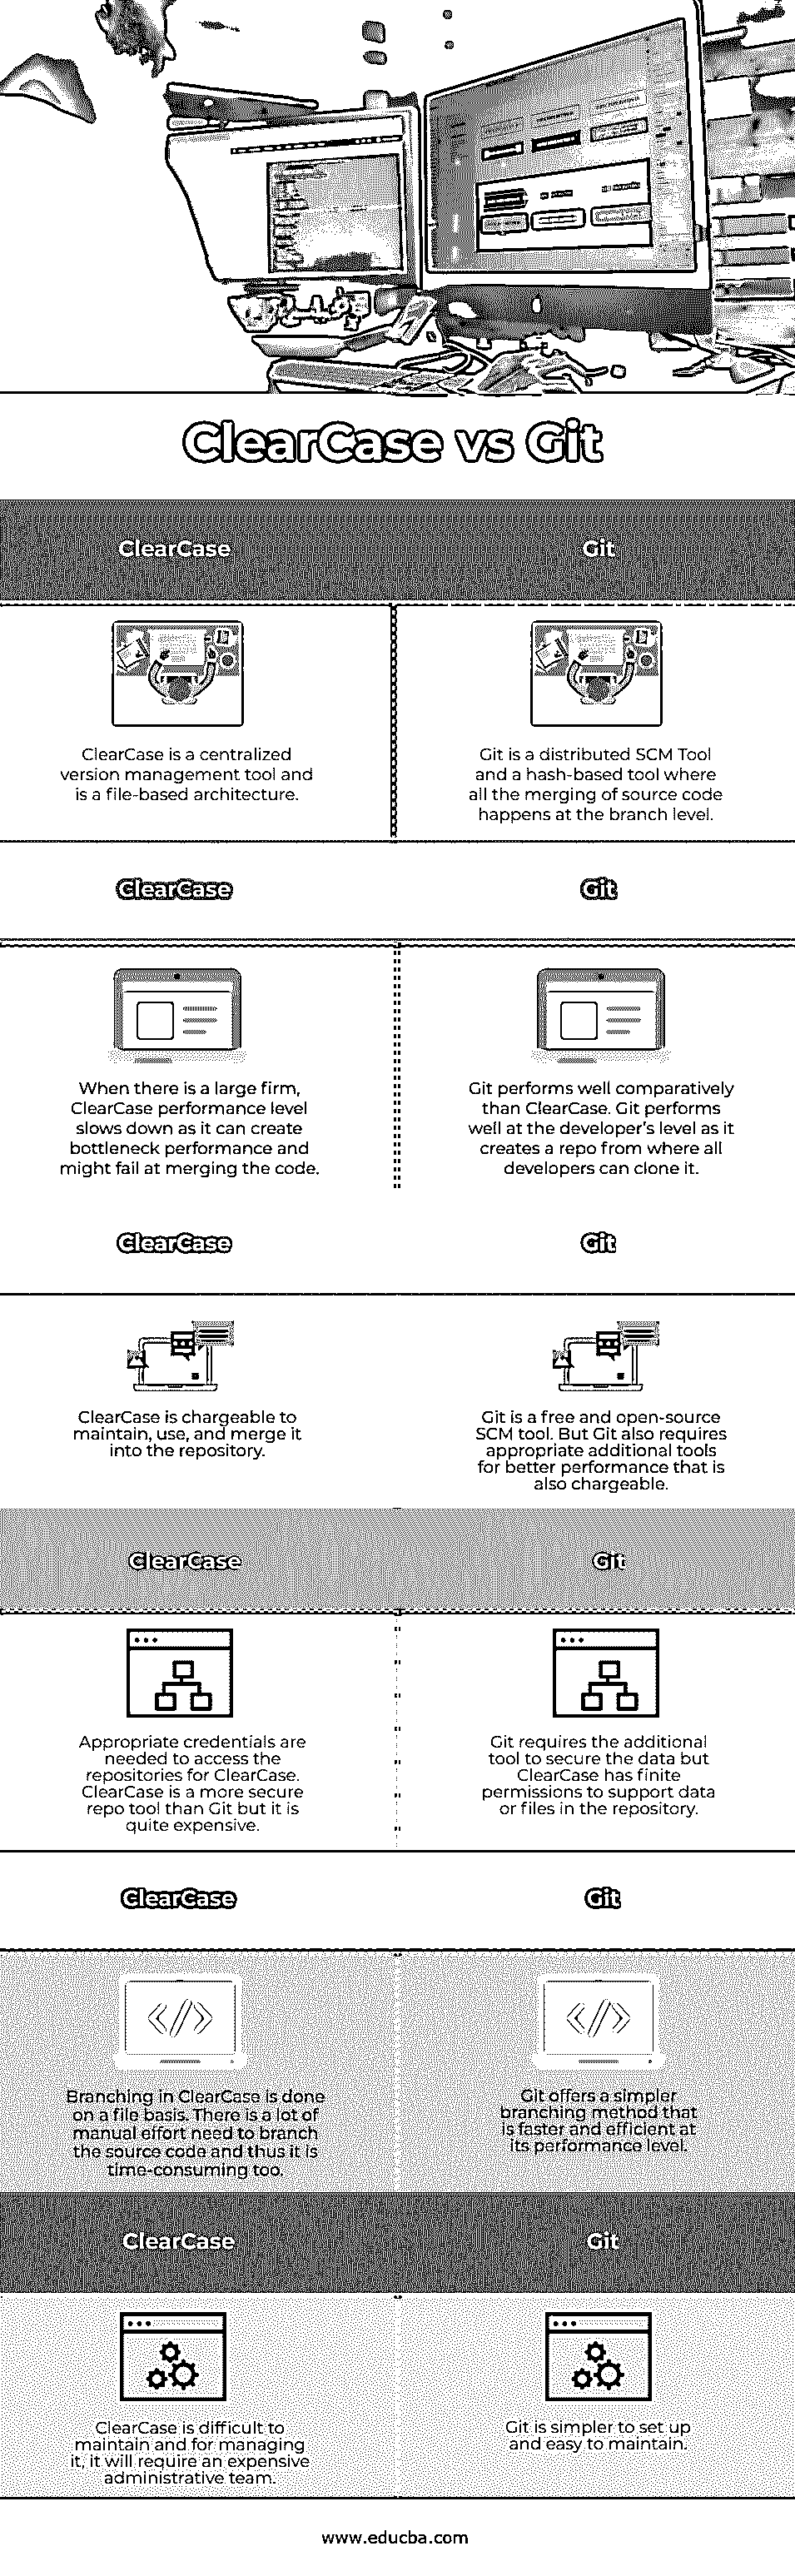 ClearCase vs Git
ClearCase
Git
ClearCase is a centralized
version management tool and
is a file-based architecture.
Git is a distributed SCM Tool
and a hash-based tool where
all the merging of source code
happens at the branch level.
ClearCase
Git
When there is a large firm,
ClearCase performance level
slows down as it can create
bottleneck performance and
might fail at merging the code.
Git performs well comparatively
than ClearCase. Git performs
well at the developer's level as it
creates a repo from where all
developers can clone it.
ClearCase
Git
ClearCase is chargeable to
maintain, use, and merge it
into the repository.
Git is a free and open-source
SCM tool. But Git also requires
appropriate additional tools
for better performance that is
also chargeable.
ClearCase
Git
Appropriate credentials are
needed to access the
repositories for ClearCase.
ClearCase is a more secure
repo tool than Git but it is
quite expensive.
Git requires the additional
tool to secure the data but
ClearCase has finite
permissions to support data
or files in the repository.
ClearCase
Git
Branching in ClearCase is done
on a file basis. There is a lot of
manual effort need to branch
the source code and thus it is
time-consuming too.
Git offers a simpler
branching method that
is faster and efficient at
its performance level.
ClearCase
Git
ClearCase is difficult to
maintain and for managing
it, it will require an expensive
administrative team.
Git is simpler to set up
and easy to maintain.
www.educba.com